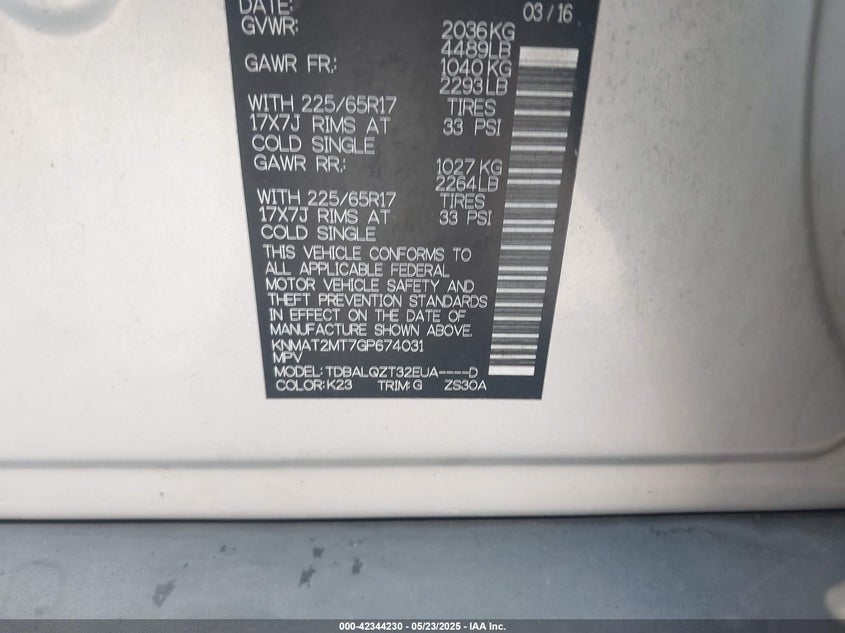 DATE: 03/16
GVWR: 2036KG
4489LB
GAWR FR.: 1040KG
2293LB
WITH 225/65R17 TIRES
17X7J RIMS AT 33 PSI
COLD SINGLE
GAWR RR.: 1027KG
2264LB
WITH 225/65R17 TIRES
17X7J RIMS AT 33 PSI
COLD SINGLE
THIS VEHICLE CONFORMS TO
ALL APPLICABLE FEDERAL
MOTOR VEHICLE SAFETY AND
THEFT PREVENTION STANDARDS
IN EFFECT ON THE DATE OF
MANUFACTURE SHOWN ABOVE.
KNMAT2MT7GP674031
MPV
MODEL: TDBALQZT32EUA----D
COLOR: K23 TRIM: G ZS30A
000-42344230 - 05/23/2025 - IAA Inc.